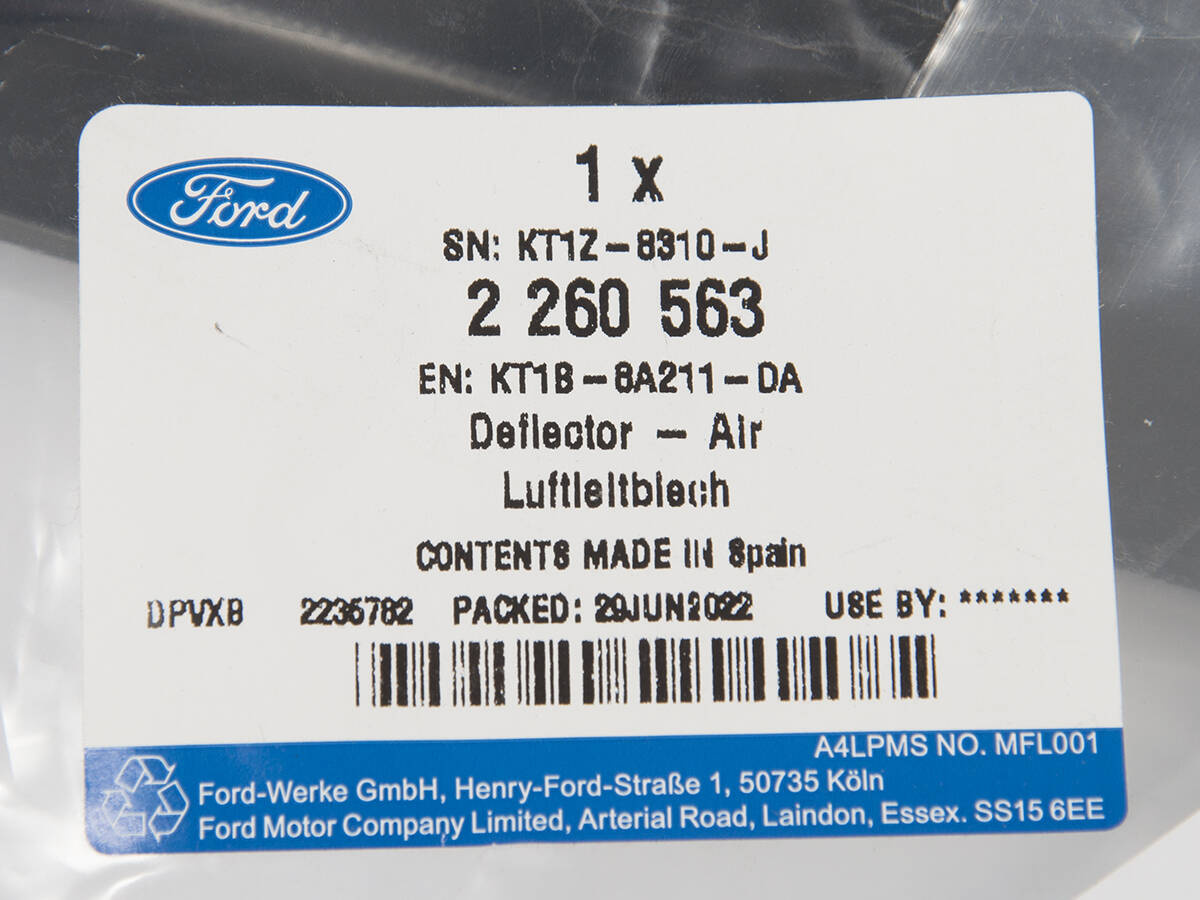 Ford
1 x
SN: KT1Z-8310-J
2 260 563
EN: KT1B-8A211-DA
Deflector - Air
Luftleitblech
CONTENTS MADE IN Spain
DPVXB 2235782 PACKED: 29JUN2022 USE BY: *******
A4LPMS NO. MFL001
Ford-Werke GmbH, Henry-Ford-Straße 1, 50735 Köln
Ford Motor Company Limited, Arterial Road, Laindon, Essex. SS15 6EE